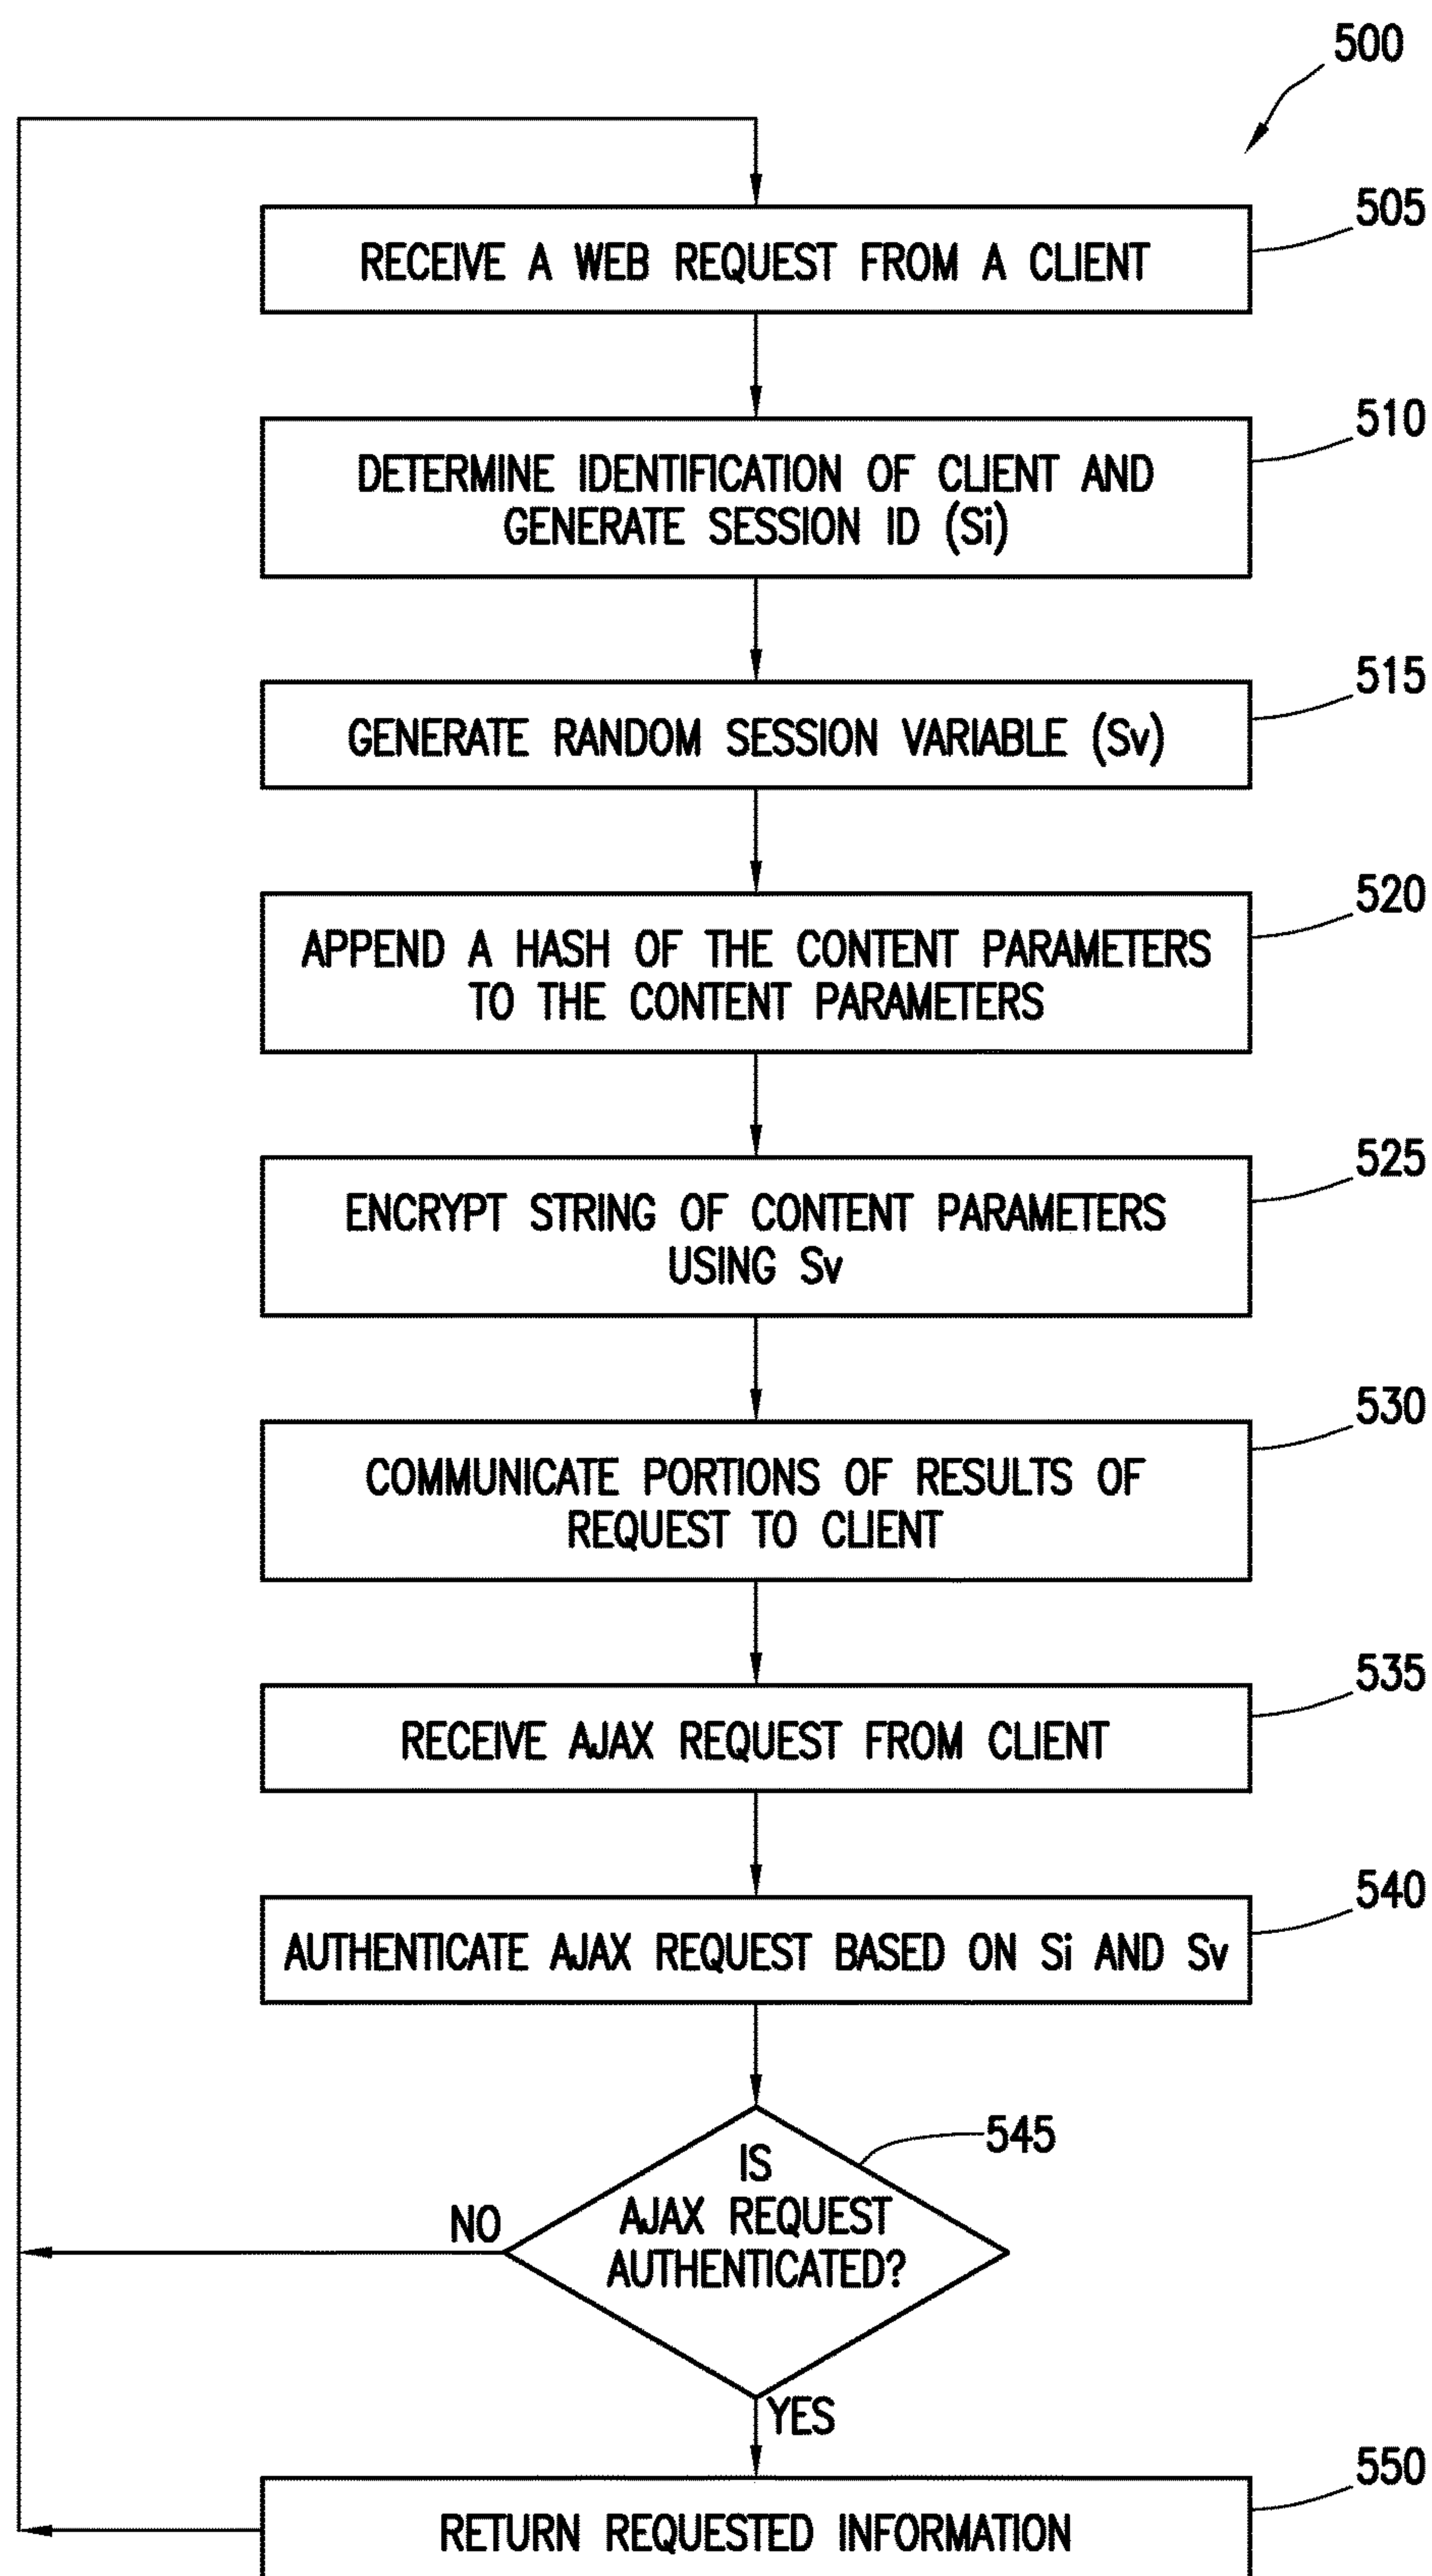 500
505
RECEIVE A WEB REQUEST FROM A CLIENT
510
DETERMINE IDENTIFICATION OF CLIENT AND
GENERATE SESSION ID (Si)
515
GENERATE RANDOM SESSION VARIABLE (Sv)
520
APPEND A HASH OF THE CONTENT PARAMETERS
TO THE CONTENT PARAMETERS
525
ENCRYPT STRING OF CONTENT PARAMETERS
USING Sv
530
COMMUNICATE PORTIONS OF RESULTS OF
REQUEST TO CLIENT
535
RECEIVE AJAX REQUEST FROM CLIENT
540
AUTHENTICATE AJAX REQUEST BASED ON Si AND Sv
545
IS
AJAX REQUEST
AUTHENTICATED?
NO
YES
550
RETURN REQUESTED INFORMATION